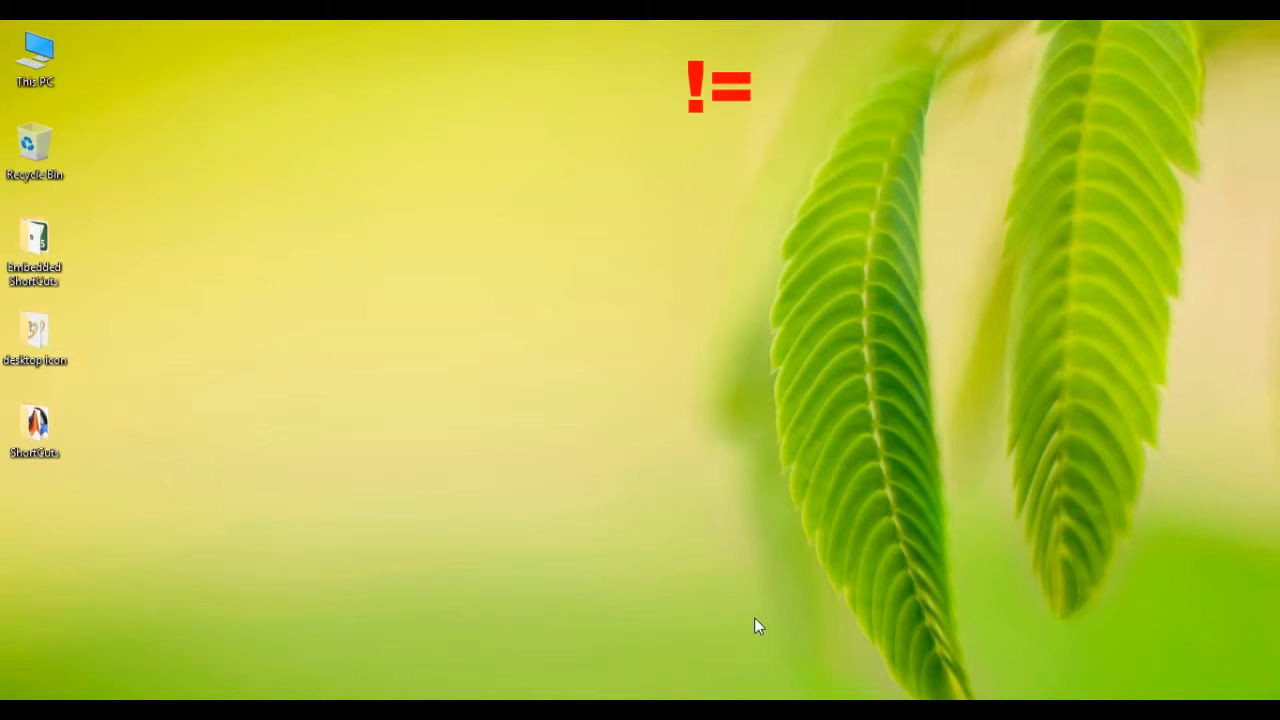 !=
This PC
Recycle Bin
Embedded
ShortCuts
desktop icon
ShortCuts